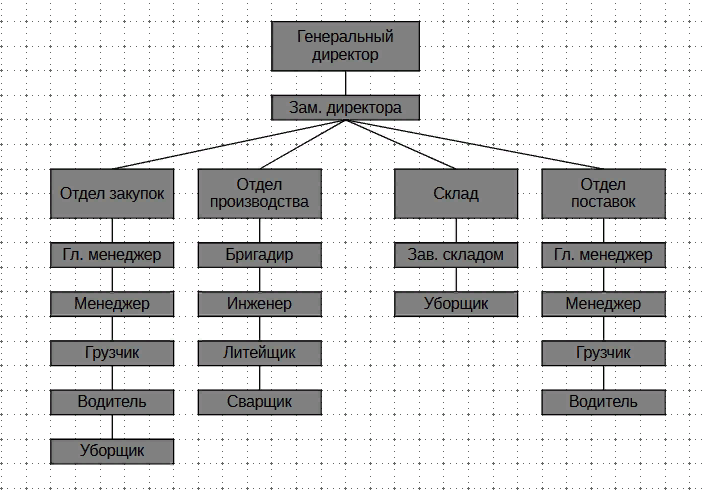 Генеральный
директор
Зам. директора
Отдел закупок
Отдел
производства
Склад
Отдел
поставок
Гл. менеджер
Бригадир
Зав. складом
Гл. менеджер
Менеджер
Инженер
Уборщик
Менеджер
Грузчик
Литейщик
Грузчик
Водитель
Сварщик
Водитель
Уборщик